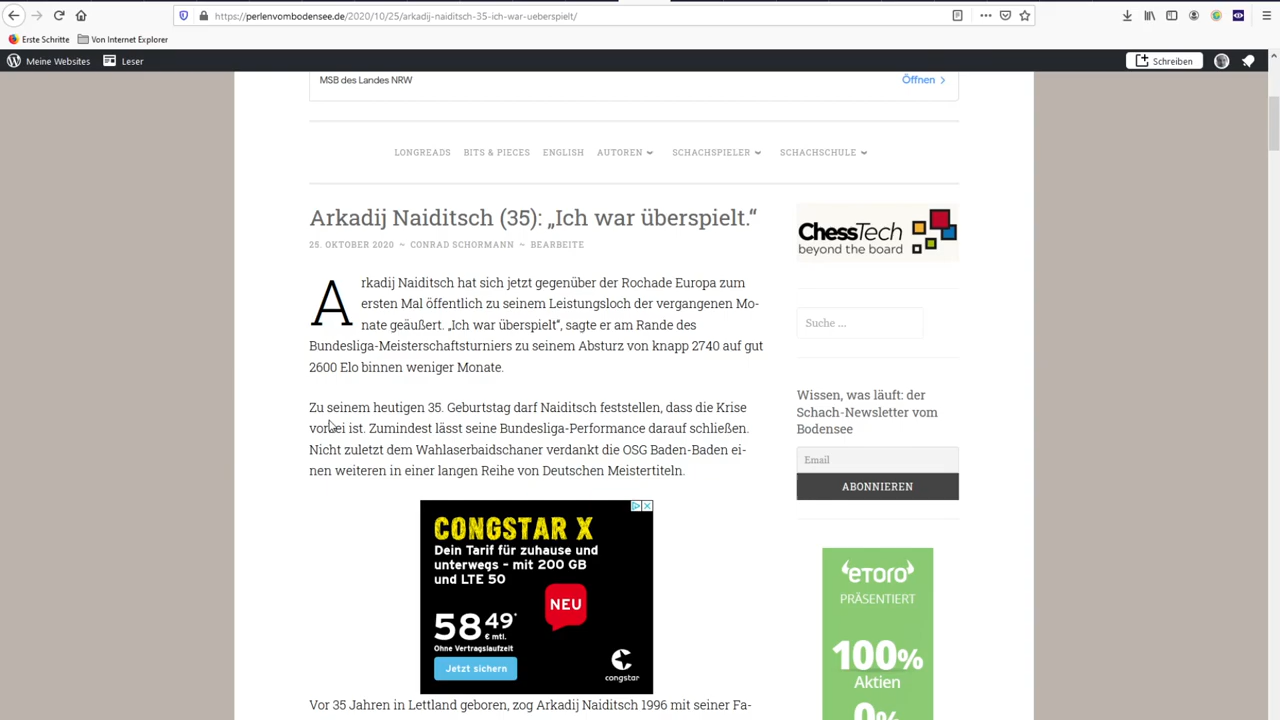 https://perlenvombodensee.de/2020/10/25/arkadij-naiditsch-35-ich-war-ueberspielt/
Erste Schritte Von Internet Explorer
Meine Websites Leser Schreiben
MSB des Landes NRW Öffnen
LONGREADS BITS & PIECES ENGLISH AUTOREN SCHACHSPIELER SCHACHSCHULE
Arkadij Naiditsch (35): „Ich war überspielt.“
25. OKTOBER 2020 ~ CONRAD SCHORMANN ~ BEARBEITE
Arkadij Naiditsch hat sich jetzt gegenüber der Rochade Europa zum
ersten Mal öffentlich zu seinem Leistungsloch der vergangenen Mo-
nate geäußert. „Ich war überspielt“, sagte er am Rande des
Bundesliga-Meisterschaftsturniers zu seinem Absturz von knapp 2740 auf gut
2600 Elo binnen weniger Monate.
Zu seinem heutigen 35. Geburtstag darf Naiditsch feststellen, dass die Krise
vorbei ist. Zumindest lässt seine Bundesliga-Performance darauf schließen.
Nicht zuletzt dem Wahlaserbaidschaner verdankt die OSG Baden-Baden ei-
nen weiteren in einer langen Reihe von Deutschen Meistertiteln.
CONGSTAR X
Dein Tarif für zuhause und
unterwegs – mit 200 GB
und LTE 50
NEU
58 49*
€ mtl.
Ohne Vertragslaufzeit
Jetzt sichern
congstar
Vor 35 Jahren in Lettland geboren, zog Arkadij Naiditsch 1996 mit seiner Fa-
ChessTech
beyond the board
Suche ...
Wissen, was läuft: der
Schach-Newsletter vom
Bodensee
Email
ABONNIEREN
eToro
PRÄSENTIERT
100%
Aktien
0%